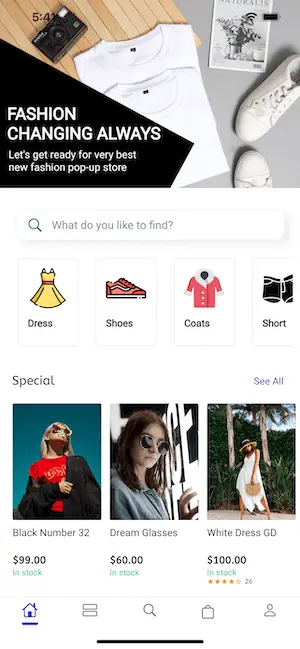 5:41
NATURALIS
FASHION
CHANGING ALWAYS
Let's get ready for very best
new fashion pop-up store
What do you like to find?
Dress
Shoes
Coats
Short
Special
See All
Black Number 32
Dream Glasses
White Dress GD
$99.00
$60.00
$100.00
In stock
In stock
In stock
26